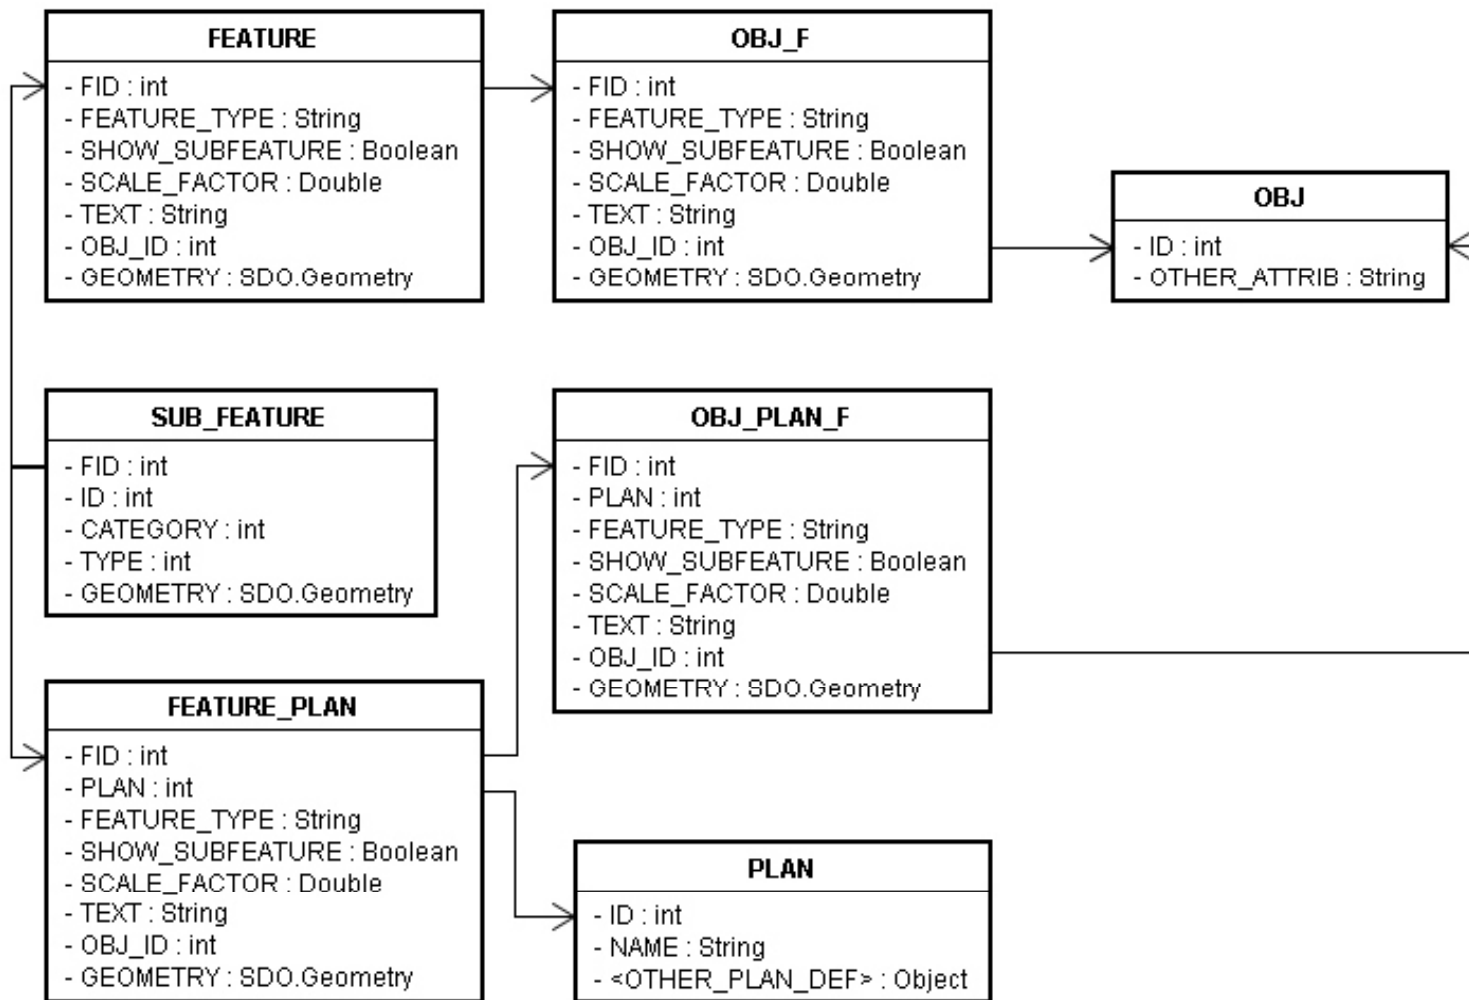 FEATURE
- FID : int
- FEATURE_TYPE : String
- SHOW_SUBFEATURE : Boolean
- SCALE_FACTOR : Double
- TEXT : String
- OBJ_ID : int
- GEOMETRY : SDO.Geometry
OBJ_F
- FID : int
- FEATURE_TYPE : String
- SHOW_SUBFEATURE : Boolean
- SCALE_FACTOR : Double
- TEXT : String
- OBJ_ID : int
- GEOMETRY : SDO.Geometry
OBJ
- ID : int
- OTHER_ATTRIB : String
SUB_FEATURE
- FID : int
- ID : int
- CATEGORY : int
- TYPE : int
- GEOMETRY : SDO.Geometry
OBJ_PLAN_F
- FID : int
- PLAN : int
- FEATURE_TYPE : String
- SHOW_SUBFEATURE : Boolean
- SCALE_FACTOR : Double
- TEXT : String
- OBJ_ID : int
- GEOMETRY : SDO.Geometry
FEATURE_PLAN
- FID : int
- PLAN : int
- FEATURE_TYPE : String
- SHOW_SUBFEATURE : Boolean
- SCALE_FACTOR : Double
- TEXT : String
- OBJ_ID : int
- GEOMETRY : SDO.Geometry
PLAN
- ID : int
- NAME : String
- <OTHER_PLAN_DEF> : Object